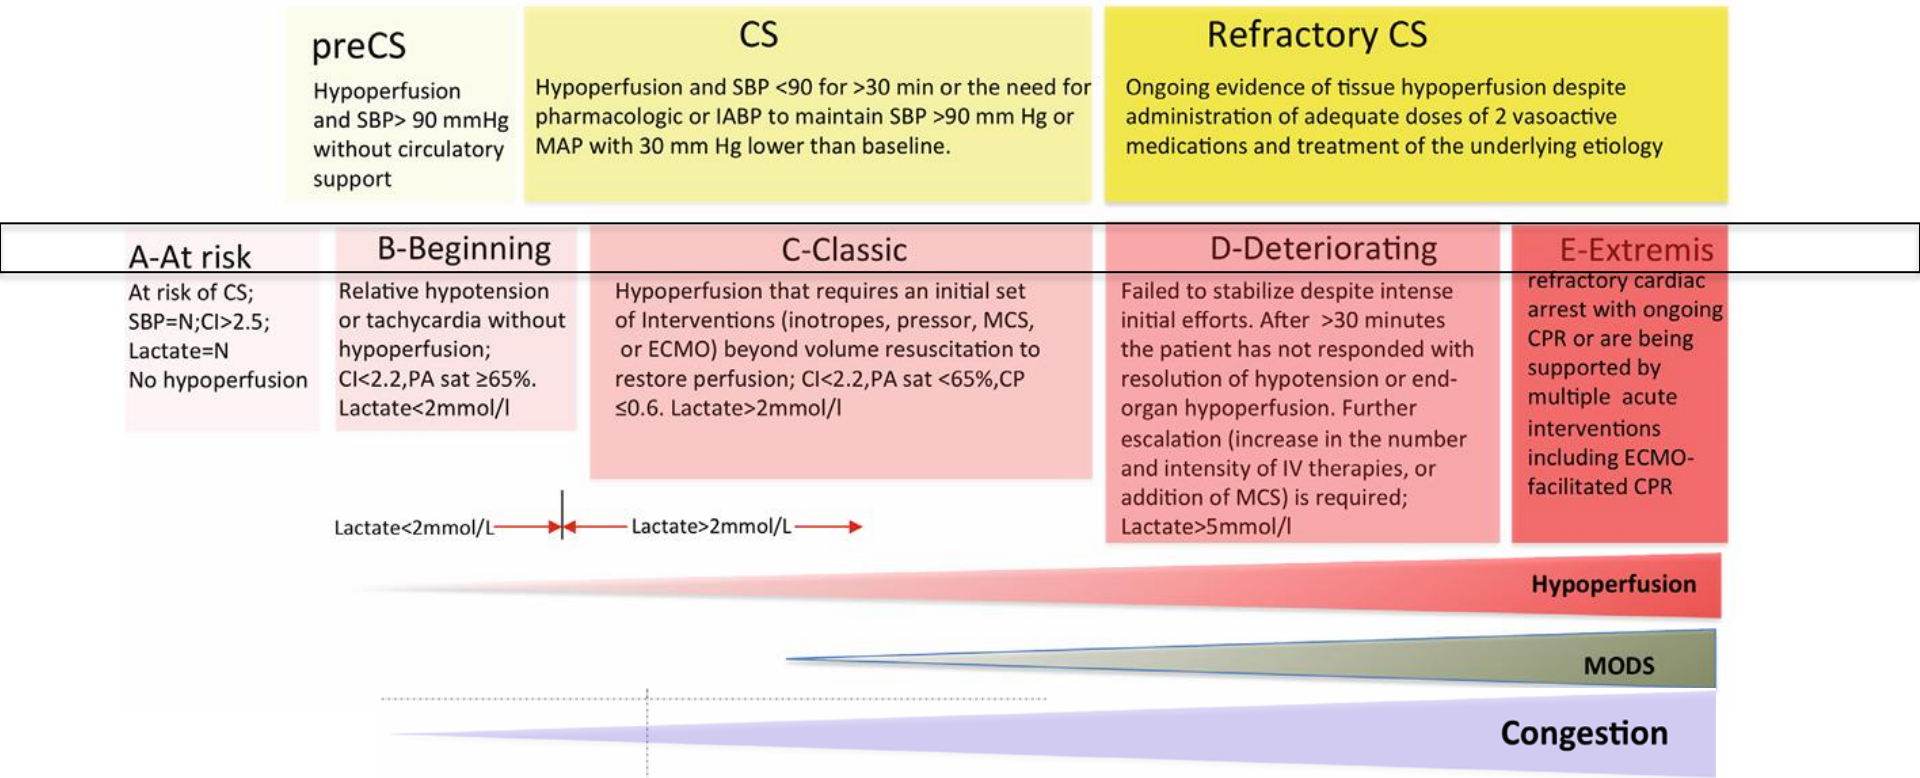 preCS
Hypoperfusion
and SBP> 90 mmHg
without circulatory
support
CS
Hypoperfusion and SBP <90 for >30 min or the need for
pharmacologic or IABP to maintain SBP >90 mm Hg or
MAP with 30 mm Hg lower than baseline.
Refractory CS
Ongoing evidence of tissue hypoperfusion despite
administration of adequate doses of 2 vasoactive
medications and treatment of the underlying etiology
A-At risk
At risk of CS;
SBP=N;CI>2.5;
Lactate=N
No hypoperfusion
B-Beginning
Relative hypotension
or tachycardia without
hypoperfusion;
CI<2.2,PA sat ≥65%.
Lactate<2mmol/l
C-Classic
Hypoperfusion that requires an initial set
of Interventions (inotropes, pressor, MCS,
or ECMO) beyond volume resuscitation to
restore perfusion; CI<2.2,PA sat <65%,CP
≤0.6. Lactate>2mmol/l
D-Deteriorating
Failed to stabilize despite intense
initial efforts. After >30 minutes
the patient has not responded with
resolution of hypotension or end-
organ hypoperfusion. Further
escalation (increase in the number
and intensity of IV therapies, or
addition of MCS) is required;
Lactate>5mmol/l
E-Extremis
refractory cardiac
arrest with ongoing
CPR or are being
supported by
multiple acute
interventions
including ECMO-
facilitated CPR
Lactate<2mmol/L
Lactate>2mmol/L
Hypoperfusion
MODS
Congestion